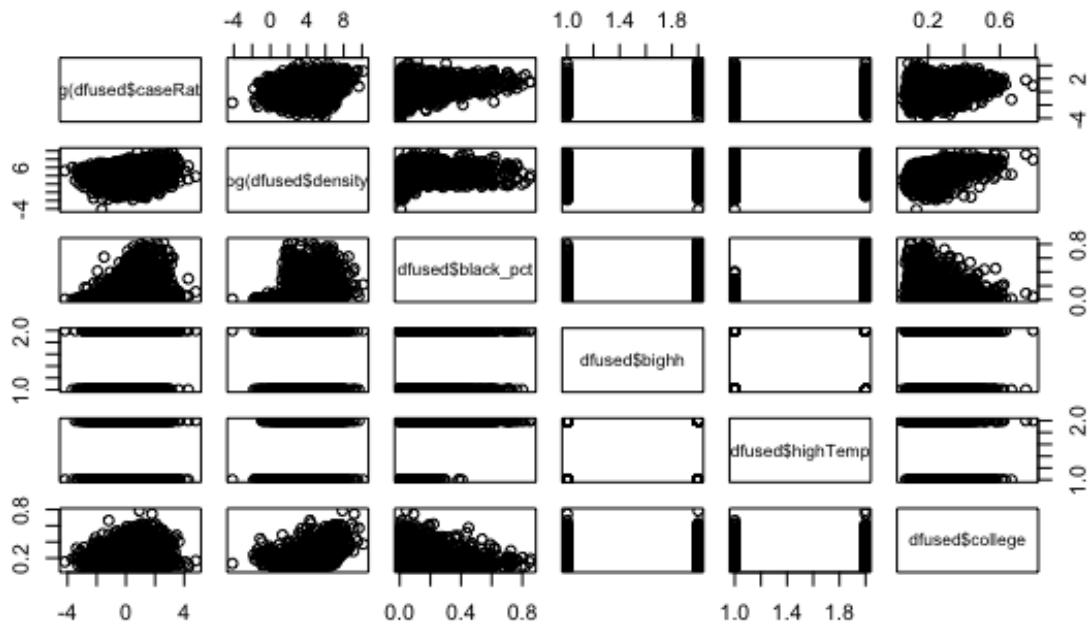 -4 0 4 8 1.0 1.4 1.8 0.2 0.6
g(dfused$caseRat -4 2
-4 6 og(dfused$density
dfused$black_pct 0.0 0.8
1.0 2.0 dfused$bighh
dfused$highTemp 1.0 2.0
0.2 0.8 dfused$college
-4 0 4 0.0 0.4 0.8 1.0 1.4 1.8